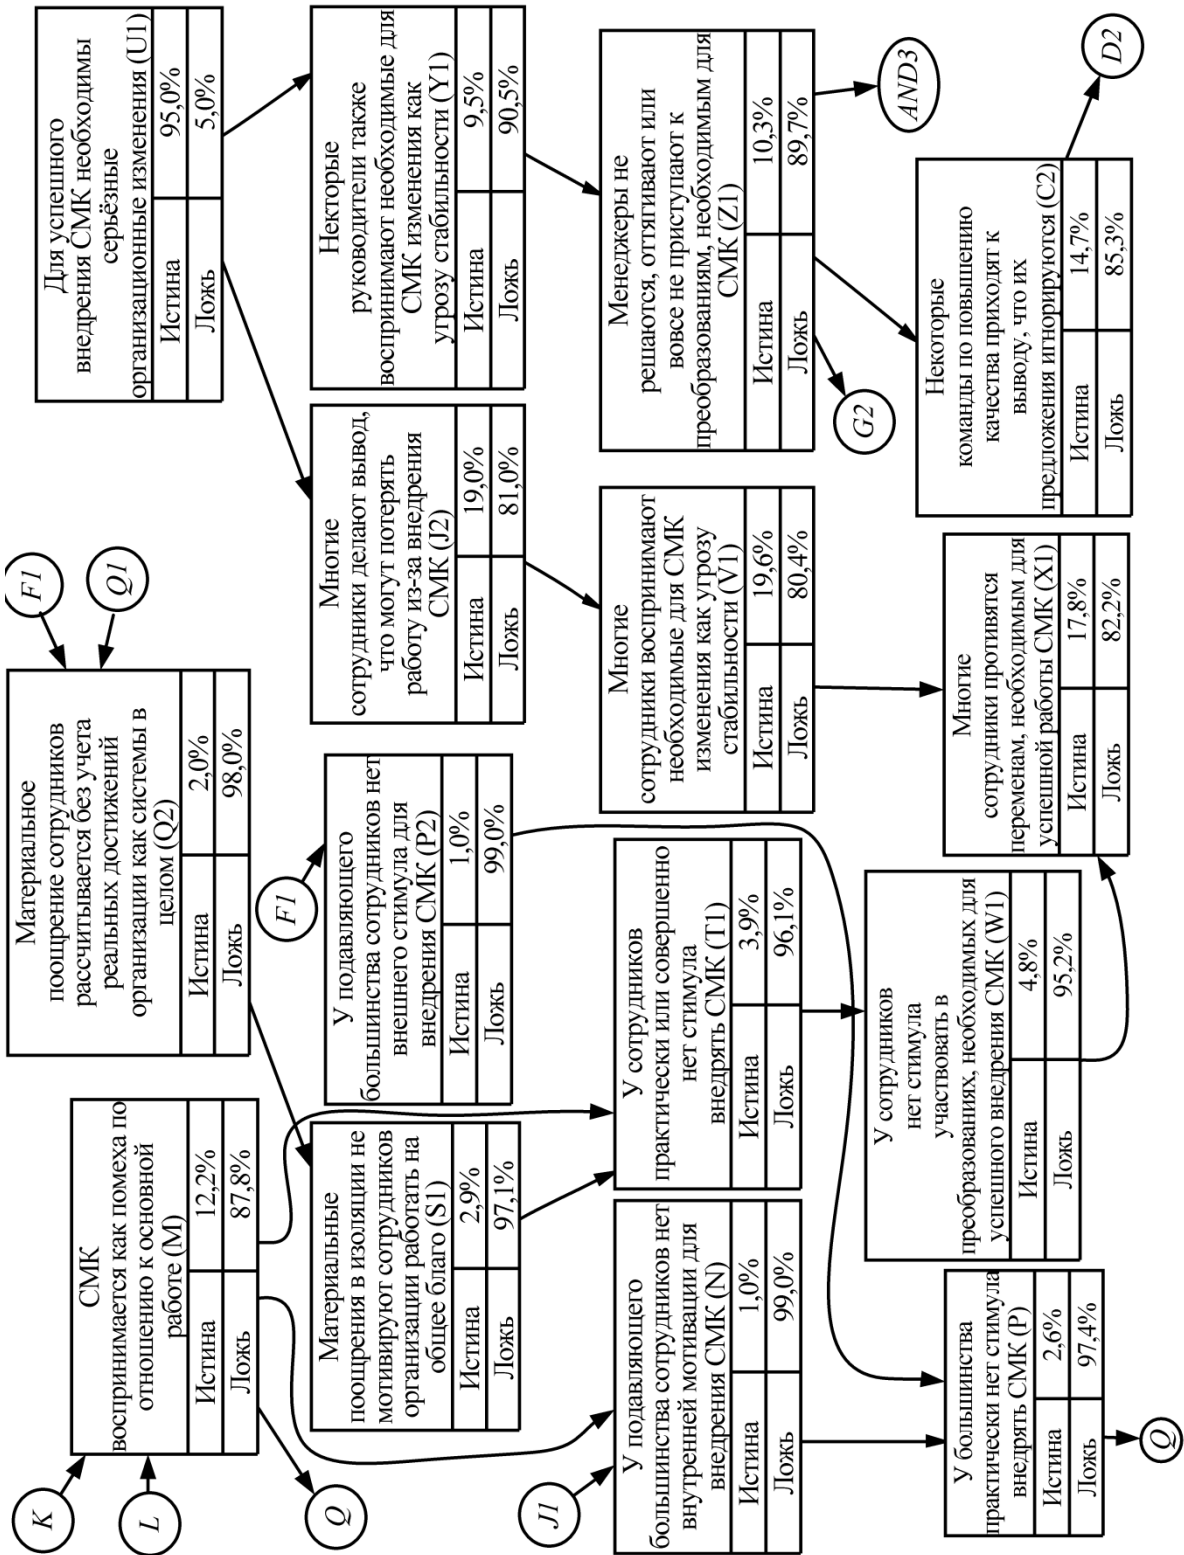 K
L
СМК
воспринимается как помеха по
отношению к основной
работе (M)
Истина 12,2%
Ложь 87,8%
Q
Материальное
поощрение сотрудников
рассчитывается без учета
реальных достижений
организации как системы в
целом (Q2)
Истина 2,0%
Ложь 98,0%
F1
Q1
Для успешного
внедрения СМК необходимы
серьёзные
организационные изменения (U1)
Истина 95,0%
Ложь 5,0%
Материальные
поощрения в изоляции не
мотивируют сотрудников
организации работать на
общее благо (S1)
Истина 2,9%
Ложь 97,1%
F1
У подавляющего
большинства сотрудников нет
внешнего стимула для
внедрения СМК (P2)
Истина 1,0%
Ложь 99,0%
Многие
сотрудники делают вывод,
что могут потерять
работу из-за внедрения
СМК (J2)
Истина 19,0%
Ложь 81,0%
Некторые
руководители также
воспринимают необходимые для
СМК изменения как
угрозу стабильности (Y1)
Истина 9,5%
Ложь 90,5%
J1
У подавляющего
большинства сотрудников нет
внутренней мотивации для
внедрения СМК (N)
Истина 1,0%
Ложь 99,0%
У сотрудников
практически или совершенно
нет стимула
внедрять СМК (T1)
Истина 3,9%
Ложь 96,1%
Многие
сотрудники воспринимают
необходимые для СМК
изменения как угрозу
стабильности (V1)
Истина 19,6%
Ложь 80,4%
Менеджеры не
решаются, оттягивают или
вовсе не приступают к
преобразованиям, необходимым для
СМК (Z1)
Истина 10,3%
Ложь 89,7%
G2
AND3
У большинства
практически нет стимула
внедрять СМК (P)
Истина 2,6%
Ложь 97,4%
Q
У сотрудников
нет стимула
участвовать в
преобразованиях, необходимых для
успешного внедрения СМК (W1)
Истина 4,8%
Ложь 95,2%
Многие
сотрудники противятся
переменам, необходимым для
успешной работы СМК (X1)
Истина 17,8%
Ложь 82,2%
Некоторые
команды по повышению
качества приходят к
выводу, что их
предложения игнорируются (C2)
Истина 14,7%
Ложь 85,3%
D2